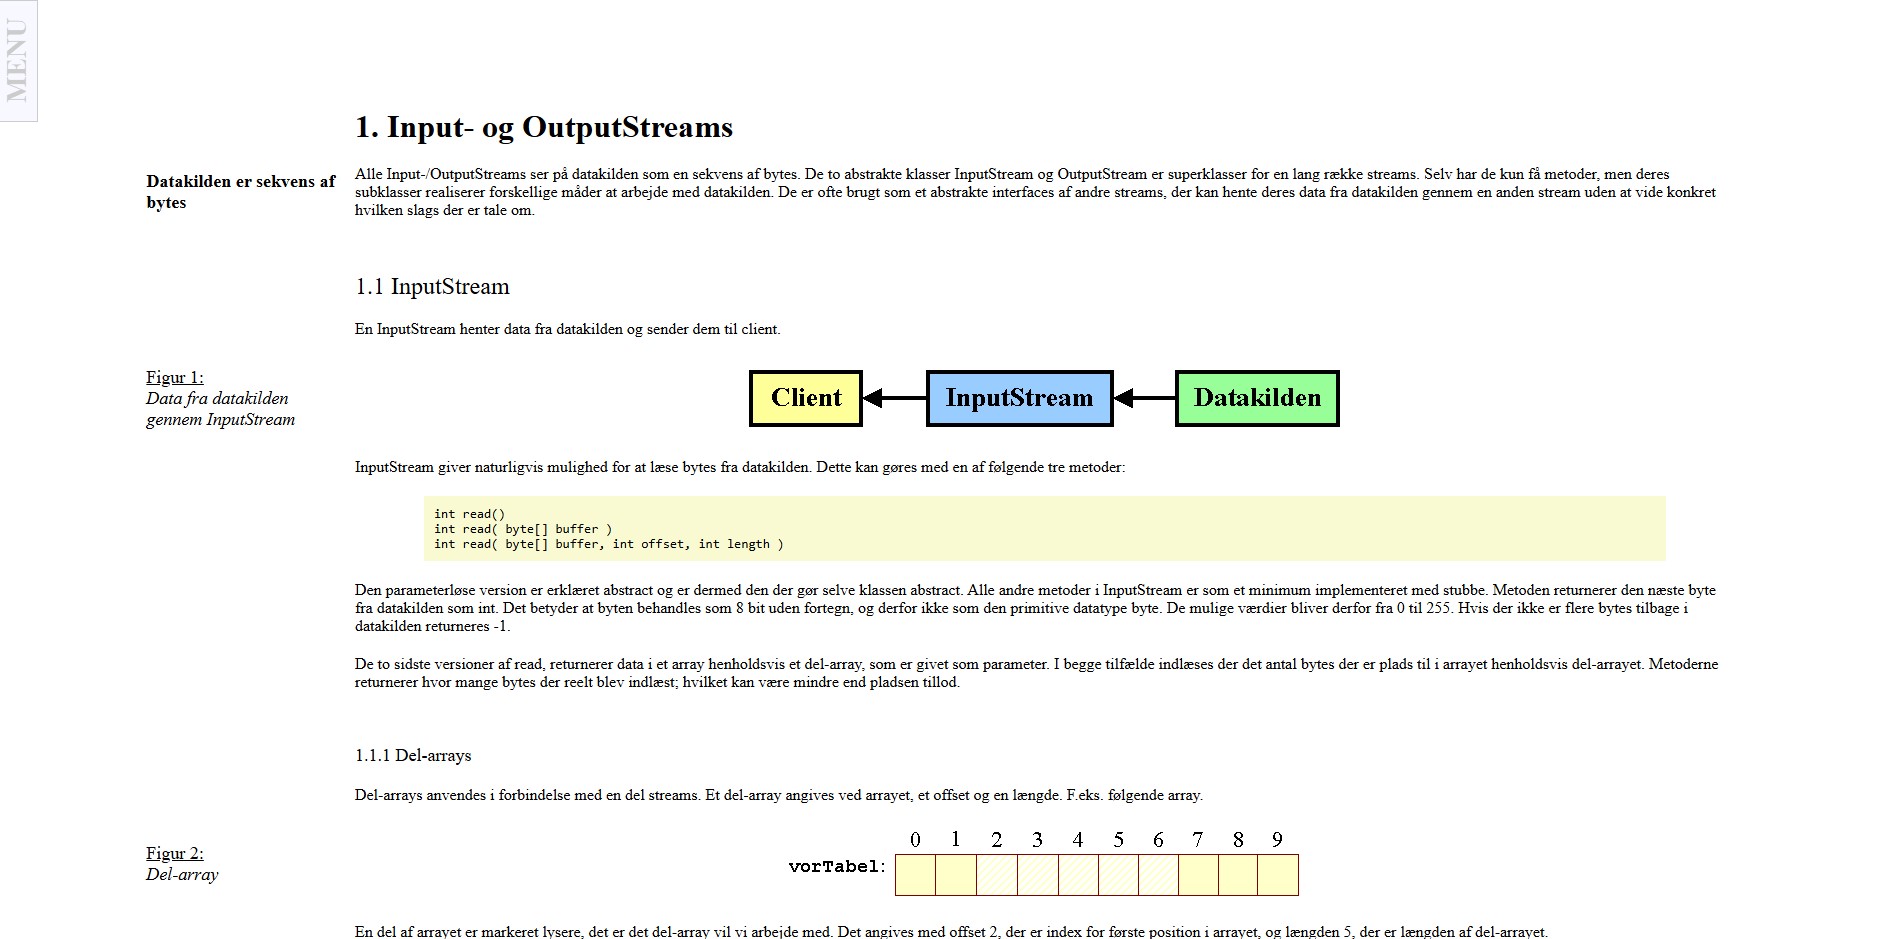 MENU
1. Input- og OutputStreams
Datakilden er sekvens af
bytes
Alle Input-/OutputStreams ser på datakilden som en sekvens af bytes. De to abstrakte klasser InputStream og OutputStream er superklasser for en lang række streams. Selv har de kun få metoder, men deres
subklasser realiserer forskellige måder at arbejde med datakilden. De er ofte brugt som et abstrakte interfaces af andre streams, der kan hente deres data fra datakilden gennem en anden stream uden at vide konkret
hvilken slags der er tale om.
1.1 InputStream
En InputStream henter data fra datakilden og sender dem til client.
Figur 1:
Data fra datakilden
gennem InputStream
Client InputStream Datakilden
InputStream giver naturligvis mulighed for at læse bytes fra datakilden. Dette kan gøres med en af følgende tre metoder:
int read()
int read( byte[] buffer )
int read( byte[] buffer, int offset, int length )
Den parameterløse version er erklæret abstract og er dermed den der gør selve klassen abstract. Alle andre metoder i InputStream er som et minimum implementeret med stubbe. Metoden returnerer den næste byte
fra datakilden som int. Det betyder at byten behandles som 8 bit uden fortegn, og derfor ikke som den primitive datatype byte. De mulige værdier bliver derfor fra 0 til 255. Hvis der ikke er flere bytes tilbage i
datakilden returneres -1.
De to sidste versioner af read, returnerer data i et array henholdsvis et del-array, som er givet som parameter. I begge tilfælde indlæses der det antal bytes der er plads til i arrayet henholdsvis del-arrayet. Metoderne
returnerer hvor mange bytes der reelt blev indlæst; hvilket kan være mindre end pladsen tillod.
1.1.1 Del-arrays
Del-arrays anvendes i forbindelse med en del streams. Et del-array angives ved arrayet, et offset og en længde. F.eks. følgende array.
Figur 2:
Del-array
0 1 2 3 4 5 6 7 8 9
vorTabel:
En del af arrayet er markeret lysere, det er det del-array vil vi arbejde med. Det angives med offset 2, der er index for første position i arrayet, og længden 5, der er længden af del-arrayet.